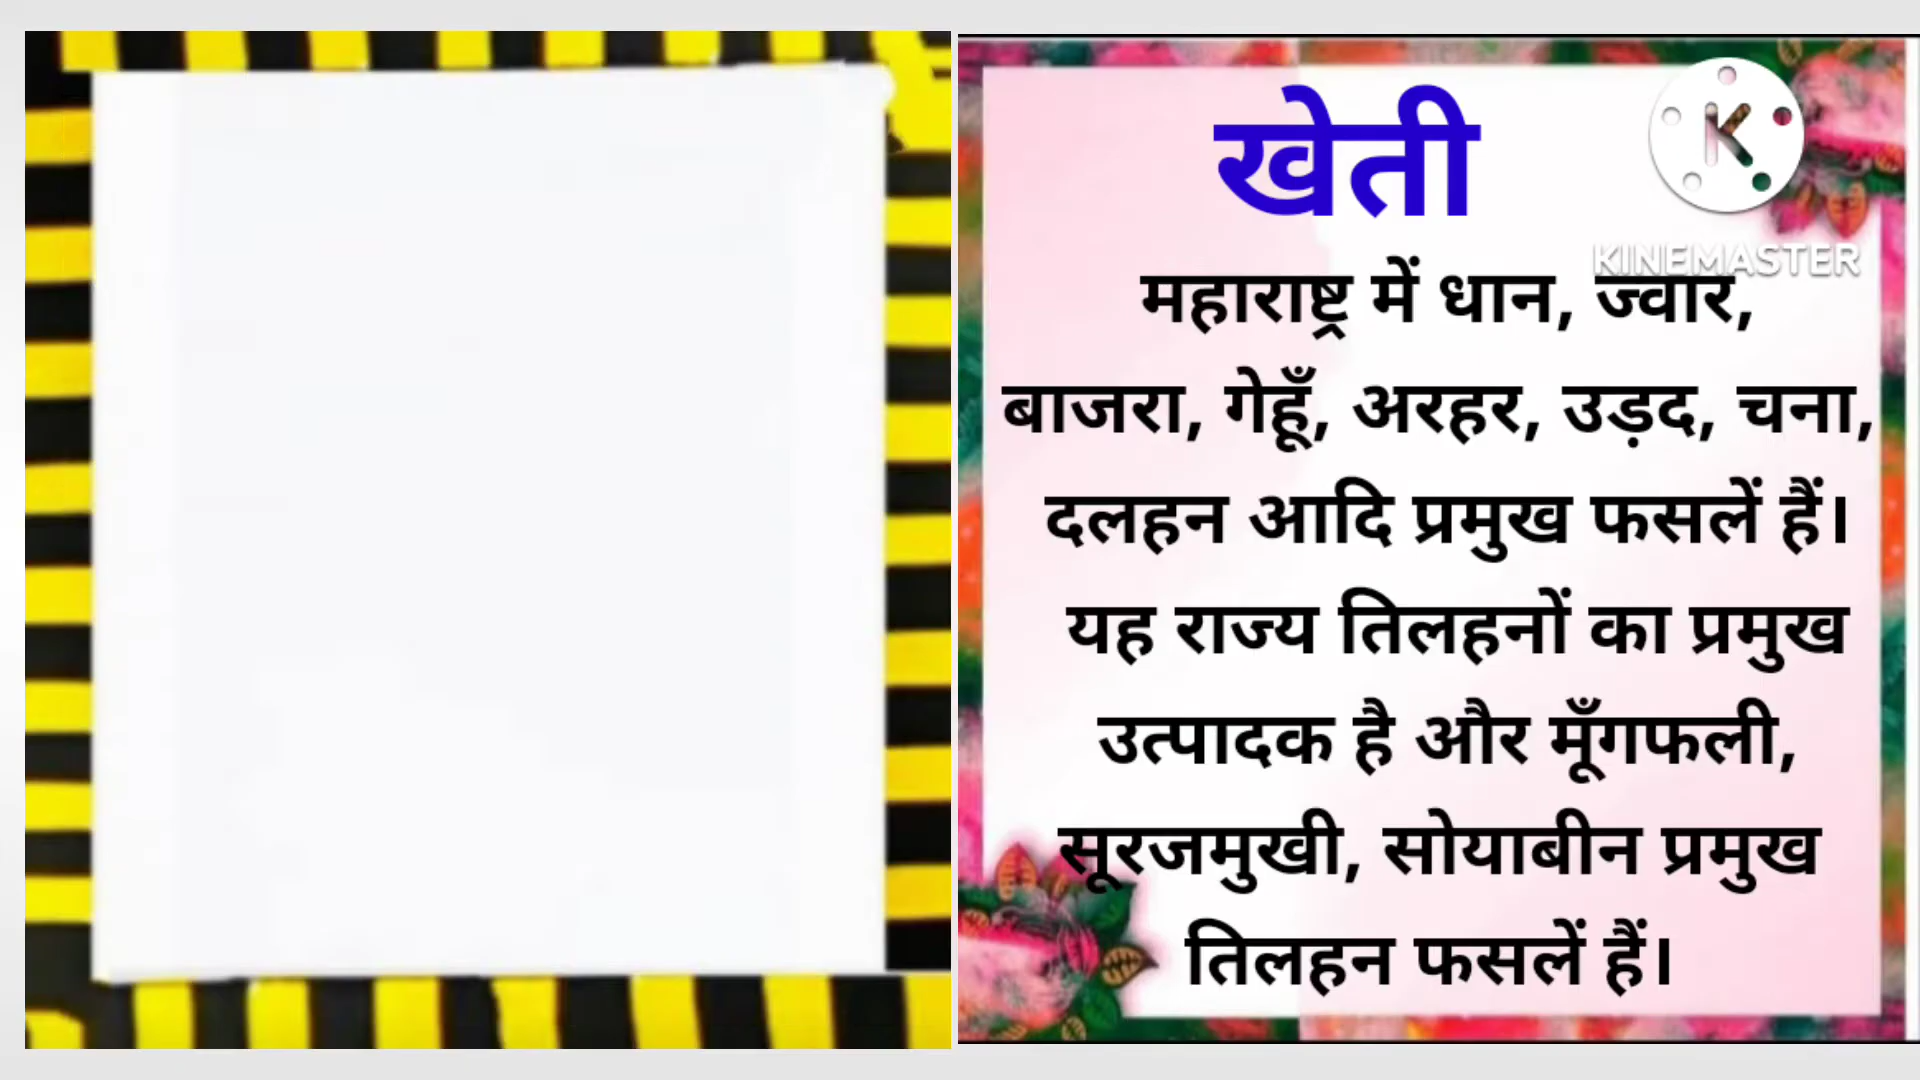 खेती
KINEMASTER
महाराष्ट्र में धान, ज्वार,
बाजरा, गेहूँ, अरहर, उड़द, चना,
दलहन आदि प्रमुख फसलें हैं।
यह राज्य तिलहनों का प्रमुख
उत्पादक है और मूँगफली,
सूरजमुखी, सोयाबीन प्रमुख
तिलहन फसलें हैं।